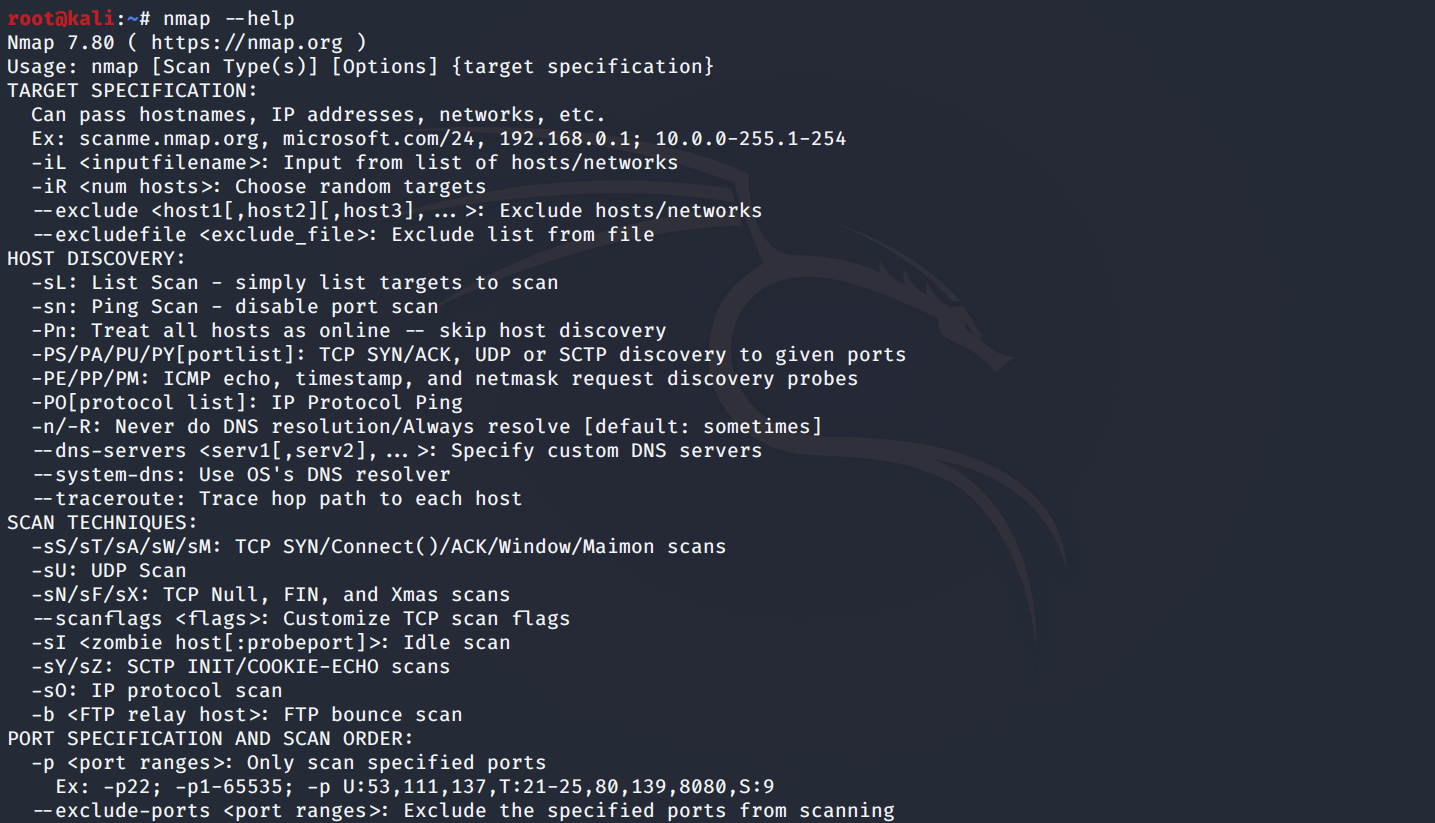 root@kali:~# nmap --help
Nmap 7.80 ( https://nmap.org )
Usage: nmap [Scan Type(s)] [Options] {target specification}
TARGET SPECIFICATION:
  Can pass hostnames, IP addresses, networks, etc.
  Ex: scanme.nmap.org, microsoft.com/24, 192.168.0.1; 10.0.0-255.1-254
  -iL <inputfilename>: Input from list of hosts/networks
  -iR <num hosts>: Choose random targets
  --exclude <host1[,host2][,host3],...>: Exclude hosts/networks
  --excludefile <exclude_file>: Exclude list from file
HOST DISCOVERY:
  -sL: List Scan - simply list targets to scan
  -sn: Ping Scan - disable port scan
  -Pn: Treat all hosts as online -- skip host discovery
  -PS/PA/PU/PY[portlist]: TCP SYN/ACK, UDP or SCTP discovery to given ports
  -PE/PP/PM: ICMP echo, timestamp, and netmask request discovery probes
  -PO[protocol list]: IP Protocol Ping
  -n/-R: Never do DNS resolution/Always resolve [default: sometimes]
  --dns-servers <serv1[,serv2],...>: Specify custom DNS servers
  --system-dns: Use OS's DNS resolver
  --traceroute: Trace hop path to each host
SCAN TECHNIQUES:
  -sS/sT/sA/sW/sM: TCP SYN/Connect()/ACK/Window/Maimon scans
  -sU: UDP Scan
  -sN/sF/sX: TCP Null, FIN, and Xmas scans
  --scanflags <flags>: Customize TCP scan flags
  -sI <zombie host[:probeport]>: Idle scan
  -sY/sZ: SCTP INIT/COOKIE-ECHO scans
  -sO: IP protocol scan
  -b <FTP relay host>: FTP bounce scan
PORT SPECIFICATION AND SCAN ORDER:
  -p <port ranges>: Only scan specified ports
    Ex: -p22; -p1-65535; -p U:53,111,137,T:21-25,80,139,8080,S:9
  --exclude-ports <port ranges>: Exclude the specified ports from scanning